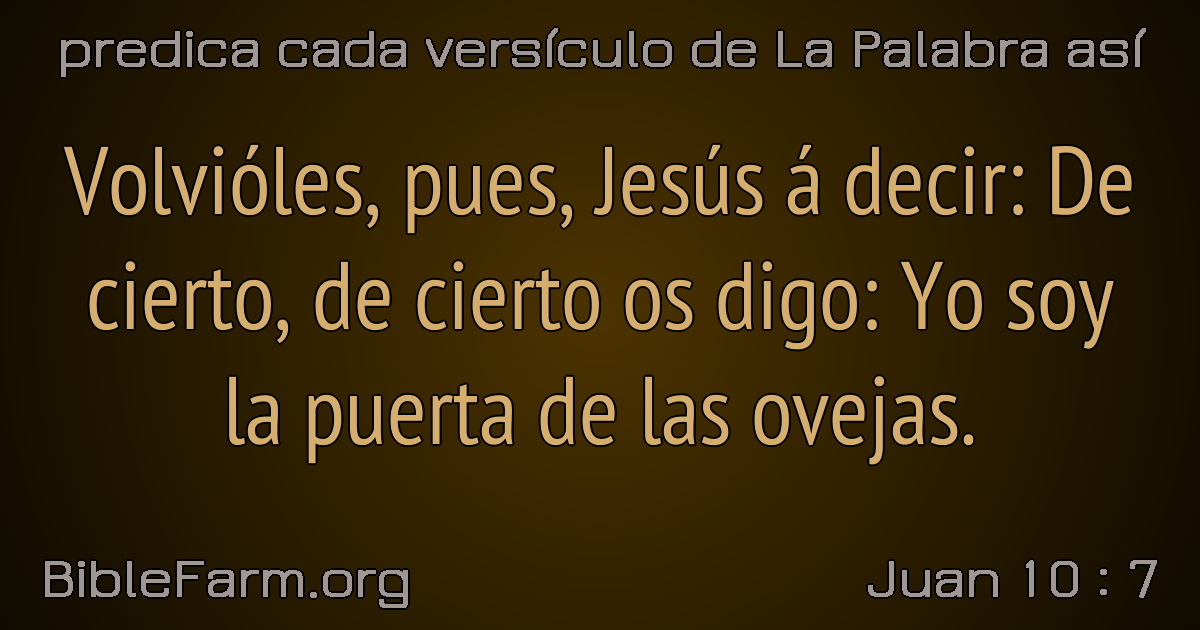 predica cada versículo de La Palabra así
Volvióles, pues, Jesús á decir: De
cierto, de cierto os digo: Yo soy
la puerta de las ovejas.
BibleFarm.org
Juan 10 : 7